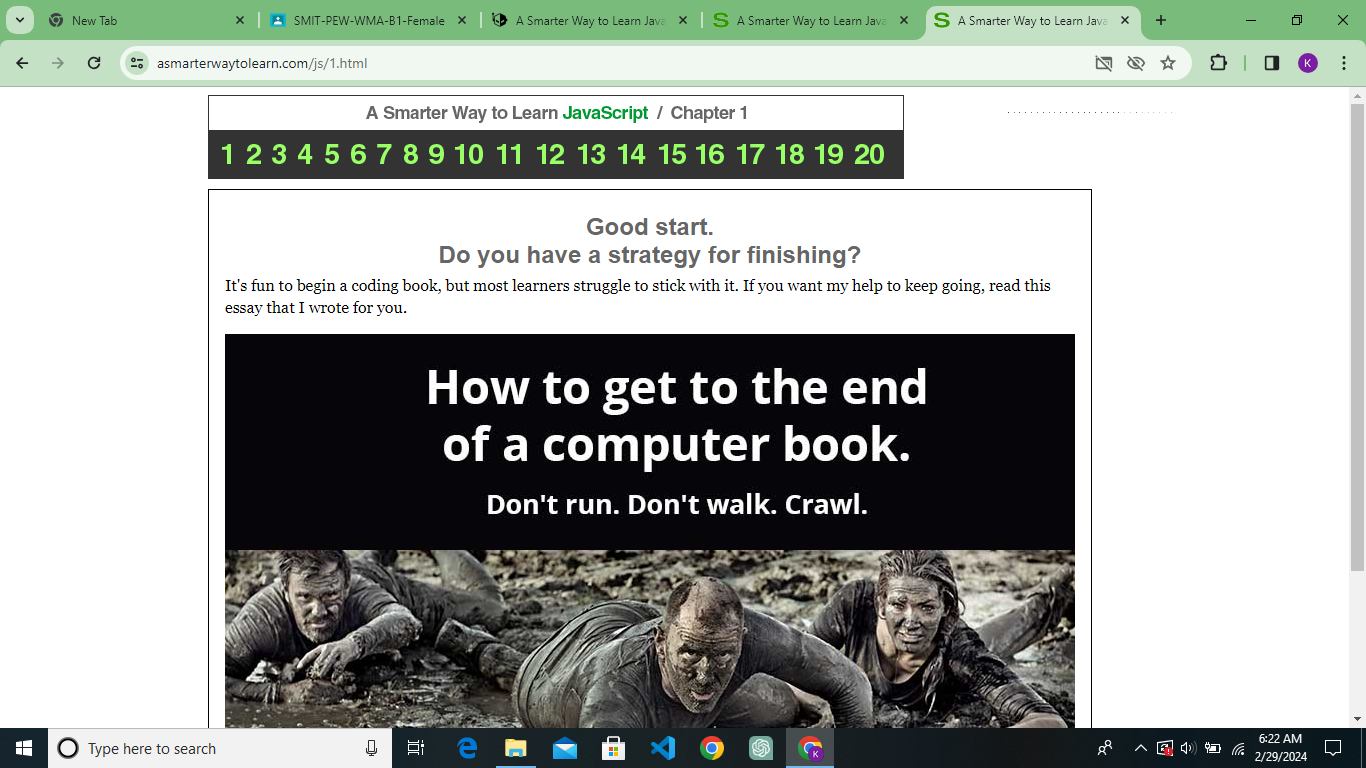 New Tab
SMIT-PEW-WMA-B1-Female
A Smarter Way to Learn Java
A Smarter Way to Learn Java
A Smarter Way to Learn Java
asmarterwaytolearn.com/js/1.html
K
A Smarter Way to Learn JavaScript / Chapter 1
1 2 3 4 5 6 7 8 9 10 11 12 13 14 15 16 17 18 19 20
Good start.
Do you have a strategy for finishing?
It's fun to begin a coding book, but most learners struggle to stick with it. If you want my help to keep going, read this
essay that I wrote for you.
How to get to the end
of a computer book.
Don't run. Don't walk. Crawl.
Type here to search
K
6:22 AM
2/29/2024